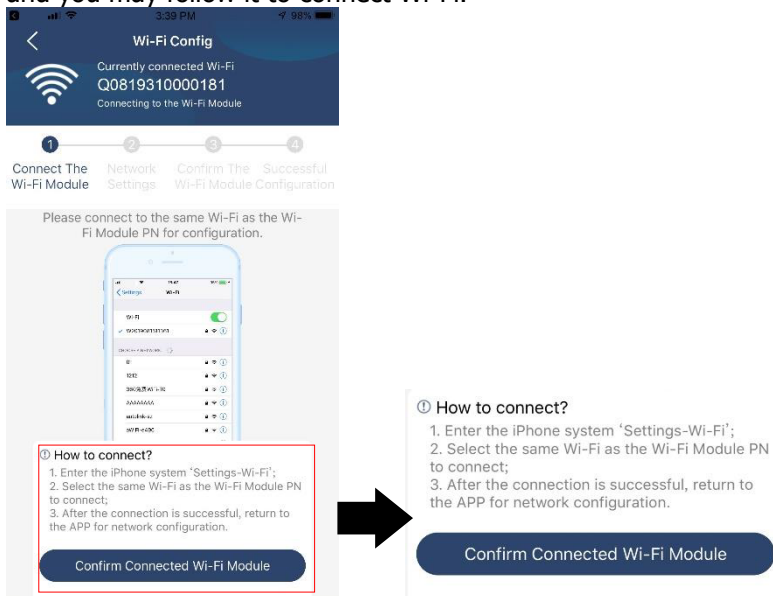 and you may follow it to connect Wi-Fi.
3:39 PM
98%
Wi-Fi Config
Currently connected Wi-Fi
Q0819310000181
Connecting to the Wi-Fi Module
1 2 3 4
Connect The Network Confirm The Successful
Wi-Fi Module Settings Wi-Fi Module Configuration
Please connect to the same Wi-Fi as the Wi-
Fi Module PN for configuration.
Settings Wi-Fi
Wi-Fi
1212
How to connect?
1. Enter the iPhone system ‘Settings-Wi-Fi’;
2. Select the same Wi-Fi as the Wi-Fi Module PN
to connect;
3. After the connection is successful, return to
the APP for network configuration.
Confirm Connected Wi-Fi Module
How to connect?
1. Enter the iPhone system ‘Settings-Wi-Fi’;
2. Select the same Wi-Fi as the Wi-Fi Module PN
to connect;
3. After the connection is successful, return to
the APP for network configuration.
Confirm Connected Wi-Fi Module